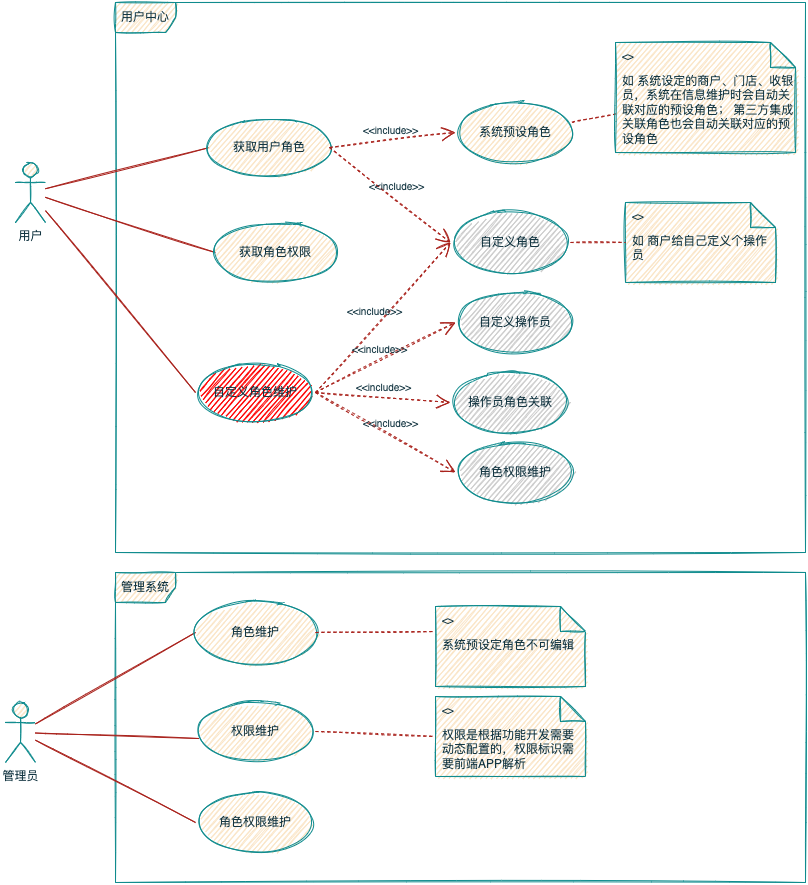 用户中心
<>
如 系统设定的商户、门店、收银
员，系统在信息维护时会自动关
联对应的预设角色； 第三方集成
关联角色也会自动关联对应的预
设角色
<<include>>
系统预设角色
获取用户角色
<<include>>
用户
<>
如 商户给自己定义个操作
员
自定义角色
获取角色权限
<<include>>
自定义操作员
<<include>>
自定义角色维护
<<include>>
操作员角色关联
<<include>>
角色权限维护
管理系统
<>
系统预设定角色不可编辑
角色维护
<>
权限是根据功能开发需要
动态配置的，权限标识需
要前端APP解析
权限维护
管理员
角色权限维护